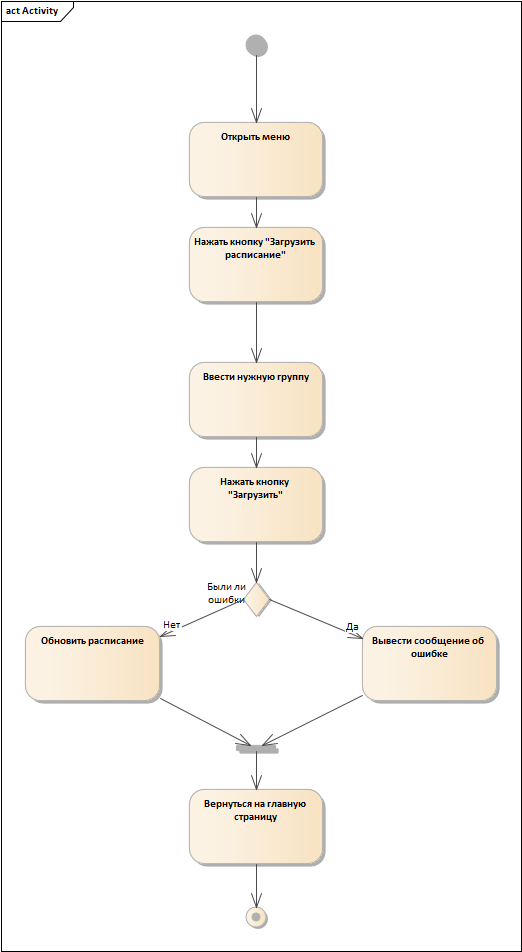 act Activity
Открыть меню
Нажать кнопку "Загрузить
расписание"
Ввести нужную группу
Нажать кнопку
"Загрузить"
Были ли
ошибки
Нет
Да
Обновить расписание
Вывести сообщение об
ошибке
Вернуться на главную
страницу